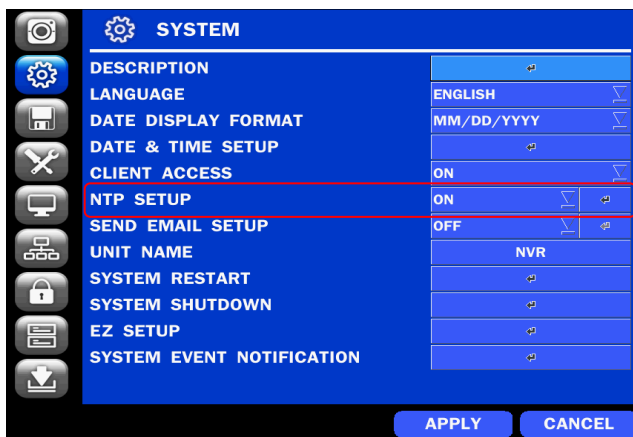 SYSTEM
DESCRIPTION
LANGUAGE ENGLISH
DATE DISPLAY FORMAT MM/DD/YYYY
DATE & TIME SETUP
CLIENT ACCESS ON
NTP SETUP ON
SEND EMAIL SETUP OFF
UNIT NAME NVR
SYSTEM RESTART
SYSTEM SHUTDOWN
EZ SETUP
SYSTEM EVENT NOTIFICATION
APPLY CANCEL